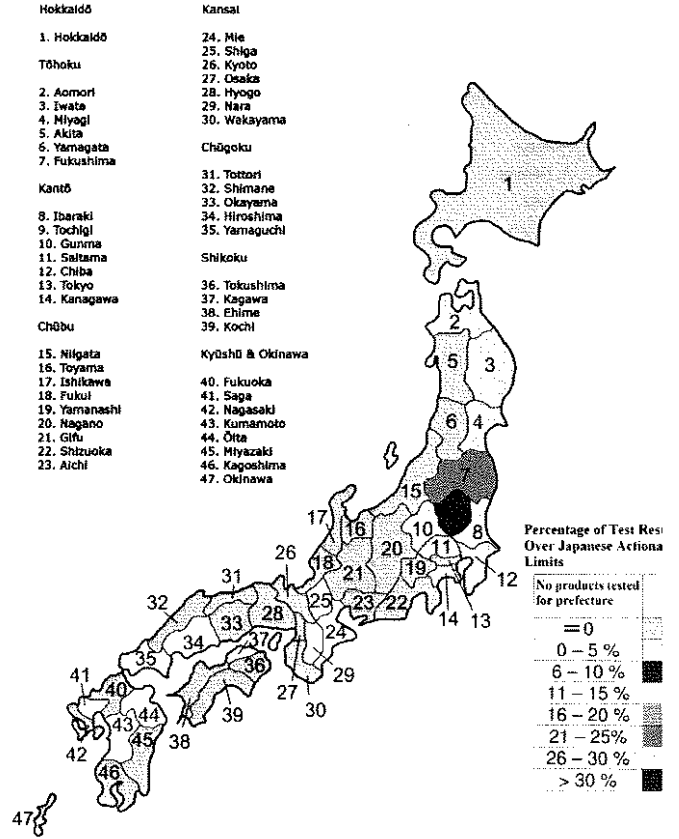 Hokkaidō
1. Hokkaidō
Tōhoku
2. Aomori
3. Iwate
4. Miyagi
5. Akita
6. Yamagata
7. Fukushima
Kantō
8. Ibaraki
9. Tochigi
10. Gunma
11. Saitama
12. Chiba
13. Tokyo
14. Kanagawa
Chūbu
15. Niigata
16. Toyama
17. Ishikawa
18. Fukui
19. Yamanashi
20. Nagano
21. Gifu
22. Shizuoka
23. Aichi
Kansai
24. Mie
25. Shiga
26. Kyoto
27. Osaka
28. Hyogo
29. Nara
30. Wakayama
Chūgoku
31. Tottori
32. Shimane
33. Okayama
34. Hiroshima
35. Yamaguchi
Shikoku
36. Tokushima
37. Kagawa
38. Ehime
39. Kochi
Kyūshū & Okinawa
40. Fukuoka
41. Saga
42. Nagasaki
43. Kumamoto
44. Ōita
45. Miyazaki
46. Kagoshima
47. Okinawa
1
2
5
3
6
4
7
15
17
16
10
8
11
20
18
21
19
26
31
12
32
28
25
23
22
13
33
14
24
34
37
35
36
29
41
40
27
30
39
44
43
38
42
45
46
47
Percentage of Test Res
Over Japanese Actiona
Limits
No products tested
for prefecture
=0
0 – 5 %
6 – 10 %
11 – 15 %
16 – 20 %
21 – 25%
26 – 30 %
> 30 %